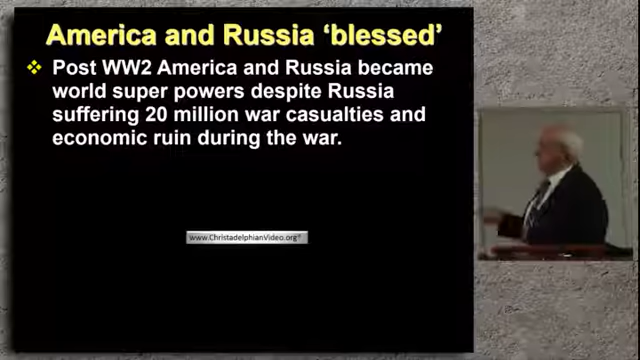 America and Russia ‘blessed’
❖ Post WW2 America and Russia became
world super powers despite Russia
suffering 20 million war casualties and
economic ruin during the war.
www.ChristadelphianVideo.org®